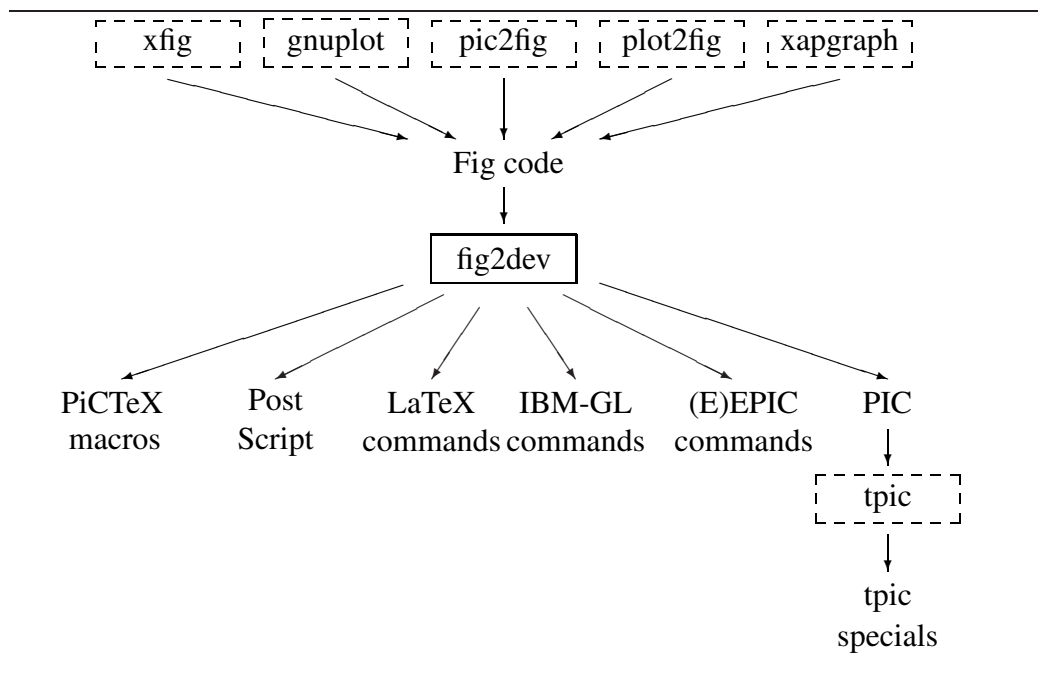 xfig gnuplot pic2fig plot2fig xapgraph
Fig code
fig2dev
PiCTeX Post LaTeX IBM-GL (E)EPIC PIC
macros Script commands commands commands
tpic
tpic
specials